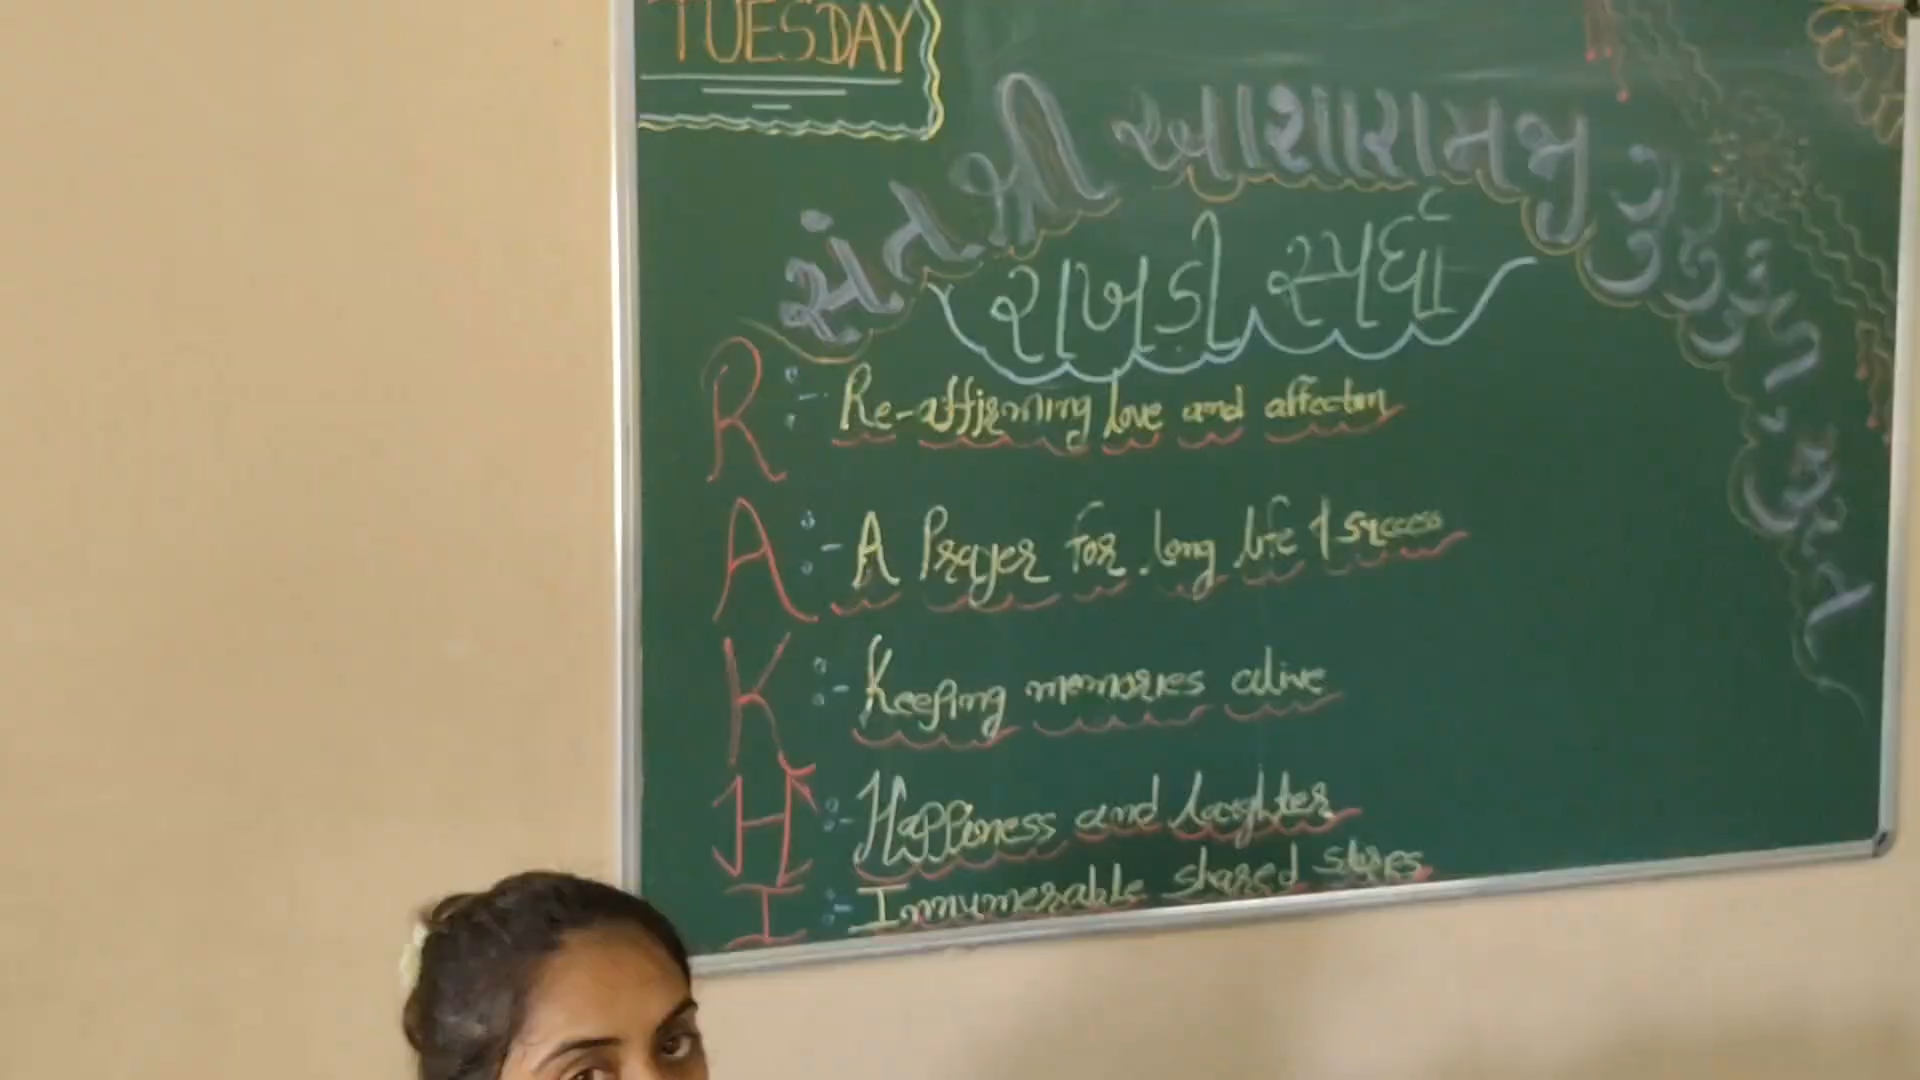 TUESDAY
સંત શ્રી આશારામજી ગુરુકુળ, સુરત
રાખડી સ્પર્ધા
R :- Re-affirming love and affection
A :- A Prayer for long life & success
K :- Keeping memories alive
H :- Happiness and laughter
I :- Innumerable shared stories